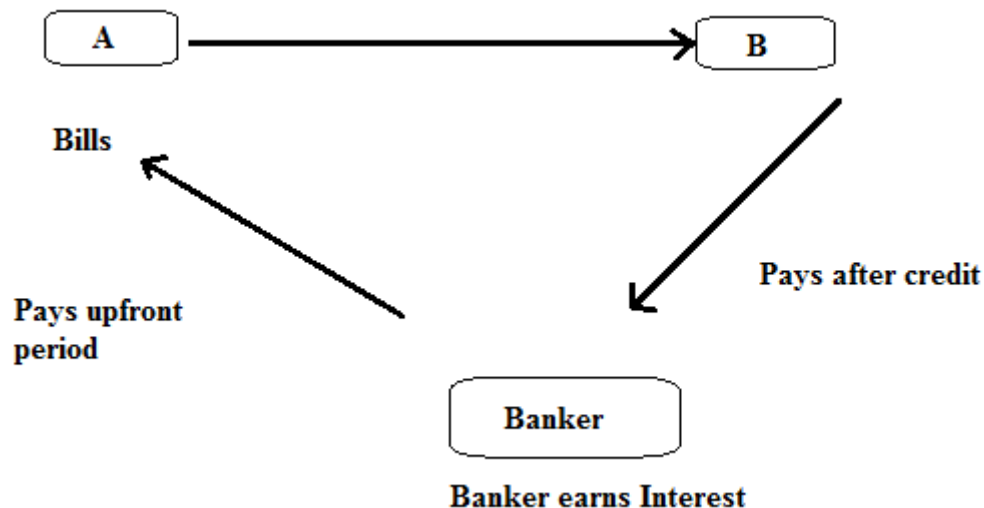 A
B
Bills
Pays after credit
Pays upfront
period
Banker
Banker earns Interest